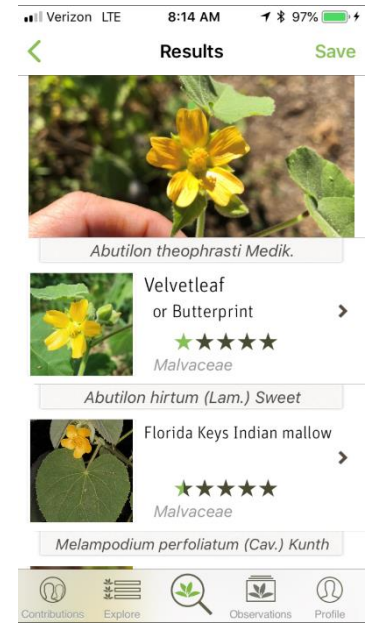 Verizon LTE 8:14 AM 97%
Results Save
Abutilon theophrasti Medik.
Velvetleaf
or Butterprint
Malvaceae
Abutilon hirtum (Lam.) Sweet
Florida Keys Indian mallow
Malvaceae
Melampodium perfoliatum (Cav.) Kunth
Contributions Explore Observations Profile